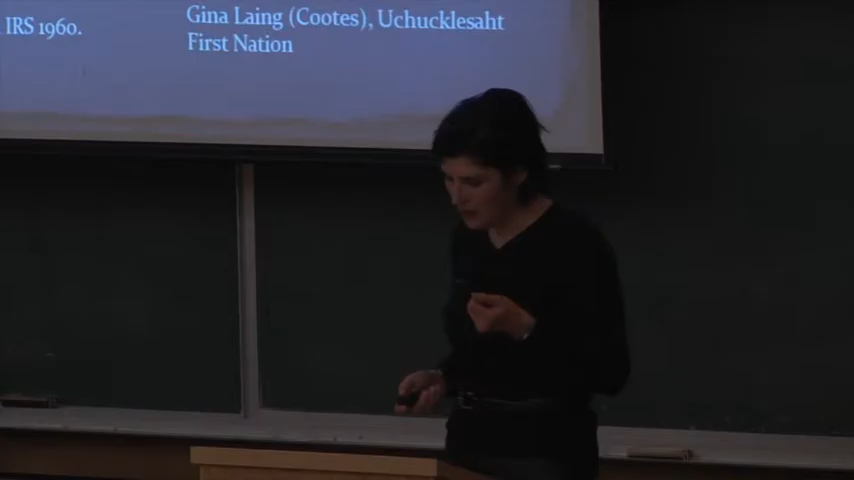 IRS 1960.
Gina Laing (Cootes), Uchucklesaht
First Nation